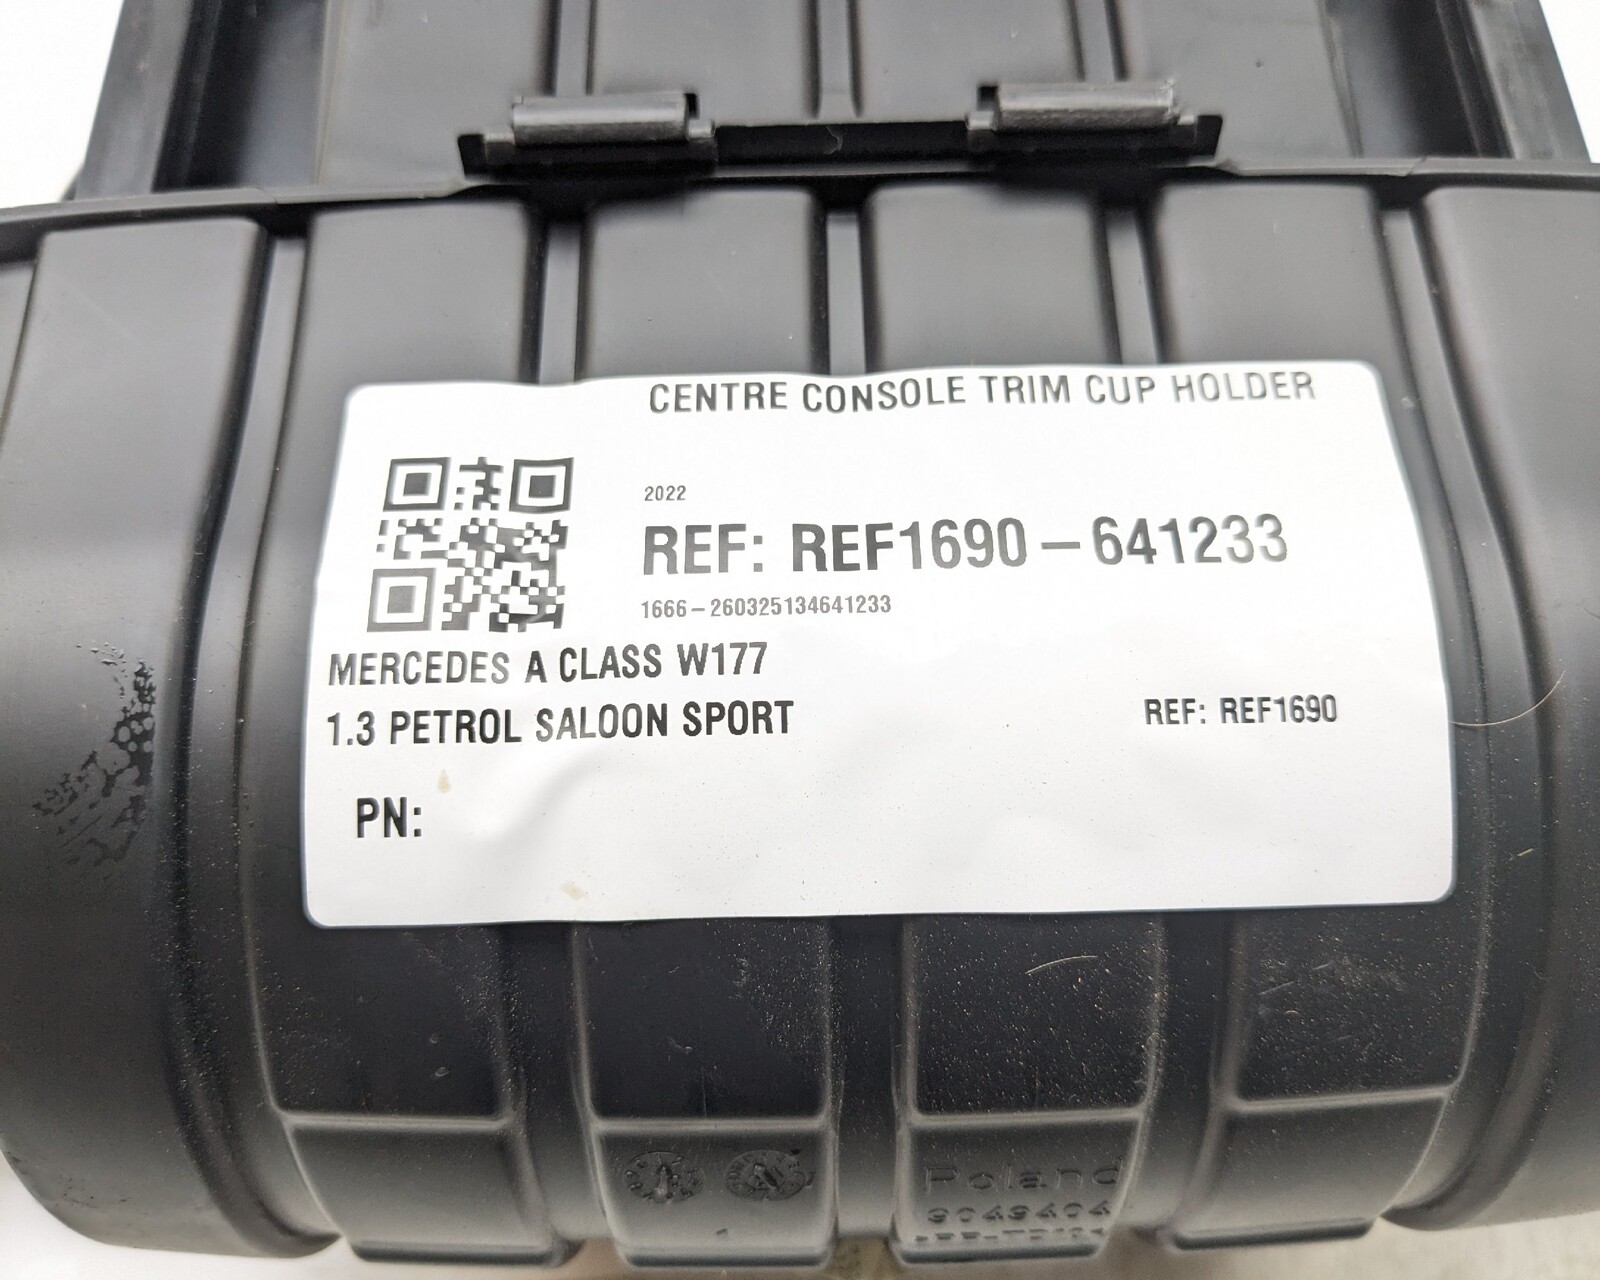 CENTRE CONSOLE TRIM CUP HOLDER
2022
REF: REF1690-641233
1666-260325134641233
MERCEDES A CLASS W177
1.3 PETROL SALOON SPORT
REF: REF1690
PN:
Poland
9049404